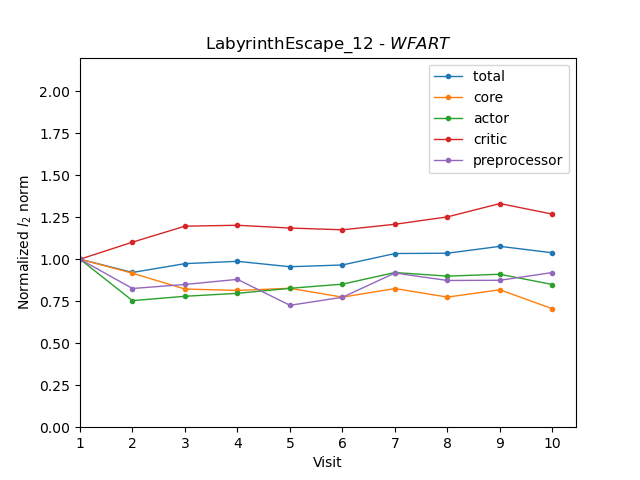 LabyrinthEscape_12 - WFART
Normalized l₂ norm
2.00
1.75
1.50
1.25
1.00
0.75
0.50
0.25
0.00
total
core
actor
critic
preprocessor
1 2 3 4 5 6 7 8 9 10
Visit